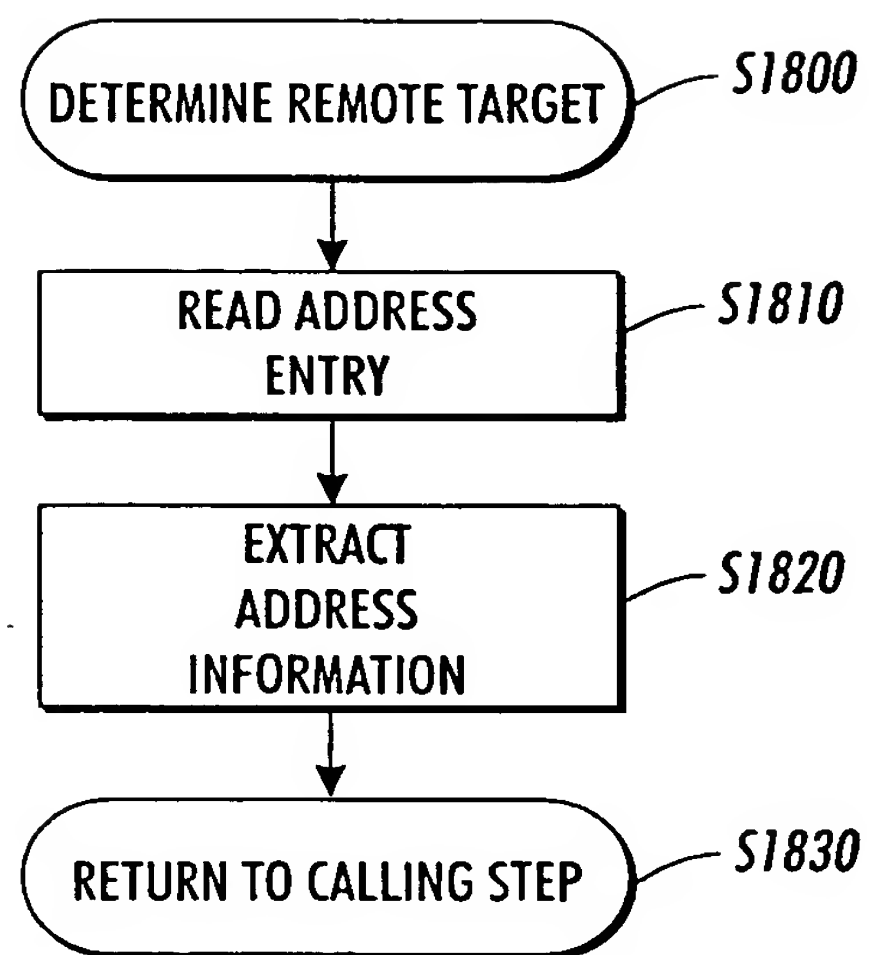 DETERMINE REMOTE TARGET
S1800
READ ADDRESS
ENTRY
S1810
EXTRACT
ADDRESS
INFORMATION
S1820
RETURN TO CALLING STEP
S1830